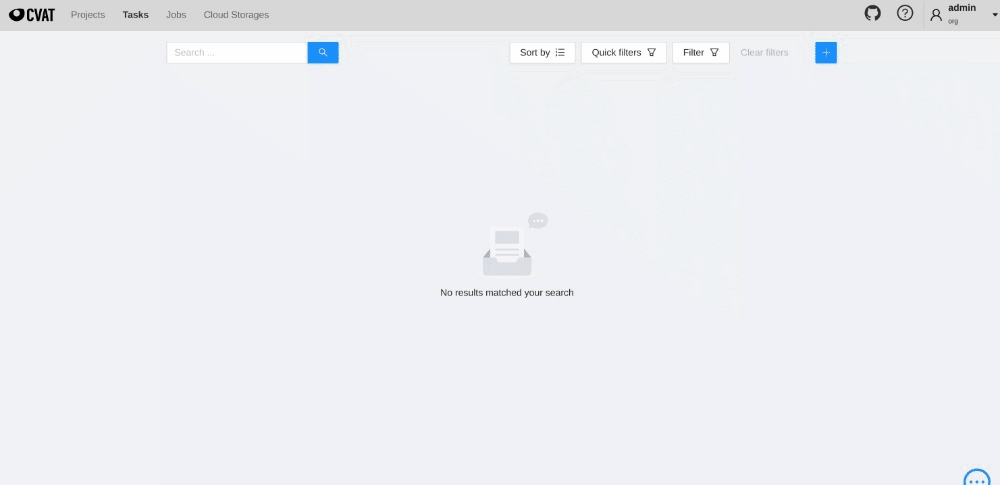 CVAT Projects Tasks Jobs Cloud Storages admin
org
Search ... Sort by Quick filters Filter Clear filters
No results matched your search